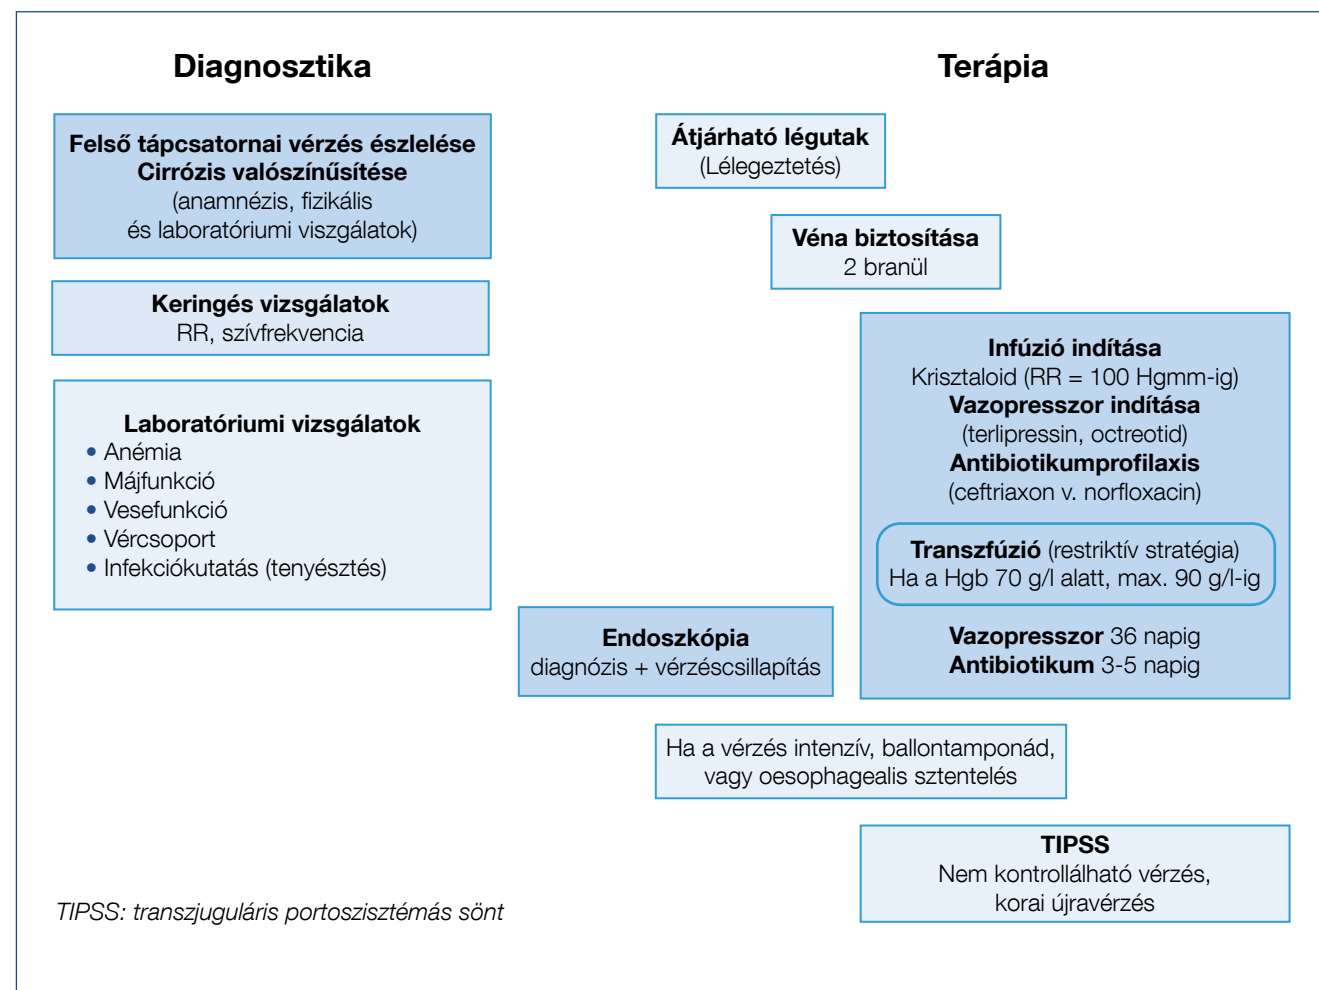 Diagnosztika
Felső tápcsatornai vérzés észlelése
Cirrózis valószínűsítése
(anamnézis, fizikális
és laboratóriumi viszgálatok)
Keringés vizsgálatok
RR, szívfrekvencia
Laboratóriumi vizsgálatok
• Anémia
• Májfunkció
• Vesefunkció
• Vércsoport
• Infekciókutatás (tenyésztés)
Terápia
Átjárható légutak
(Lélegeztetés)
Véna biztosítása
2 branül
Infúzió indítása
Krisztaloid (RR = 100 Hgmm-ig)
Vazopresszor indítása
(terlipressin, octreotid)
Antibiotikumprofilaxis
(ceftriaxon v. norfloxacin)
Transzfúzió (restriktív stratégia)
Ha a Hgb 70 g/l alatt, max. 90 g/l-ig
Vazopresszor 36 napig
Antibiotikum 3-5 napig
Endoszkópia
diagnózis + vérzéscsillapítás
Ha a vérzés intenzív, ballontamponád,
vagy oesophagealis sztentelés
TIPSS
Nem kontrollálható vérzés,
korai újravérzés
TIPSS: transzjuguláris portoszisztémás sönt